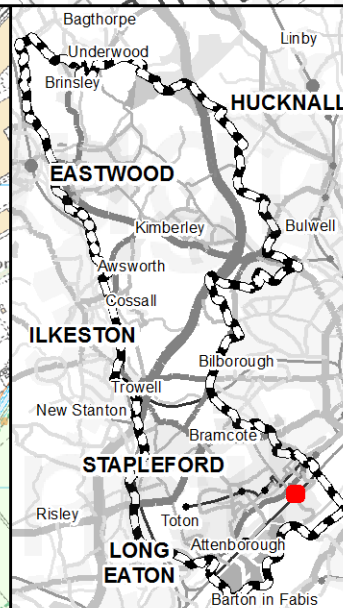 Bagthorpe
Linby
Underwood
Brinsley
HUCKNALL
EASTWOOD
Kimberley
Bulwell
Awsworth
Cossall
ILKESTON
Bilborough
Trowell
New Stanton
Bramcote
STAPLEFORD
Risley
Toton
Attenborough
LONG
EATON
Barton in Fabis